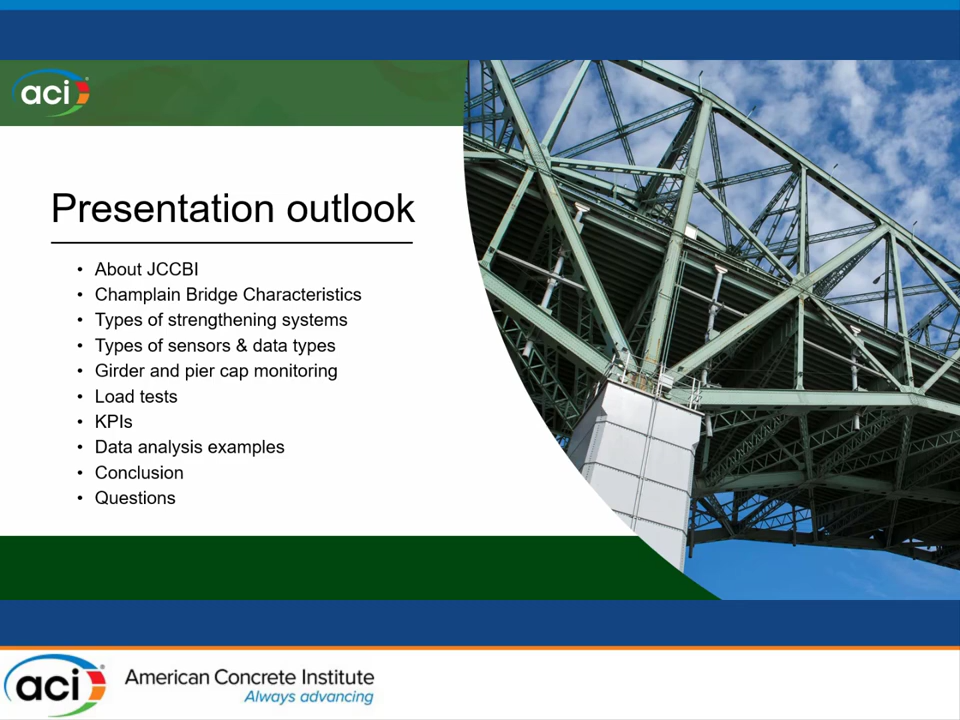 aci
Presentation outlook
• About JCCBI
• Champlain Bridge Characteristics
• Types of strengthening systems
• Types of sensors & data types
• Girder and pier cap monitoring
• Load tests
• KPIs
• Data analysis examples
• Conclusion
• Questions
aci
American Concrete Institute
Always advancing